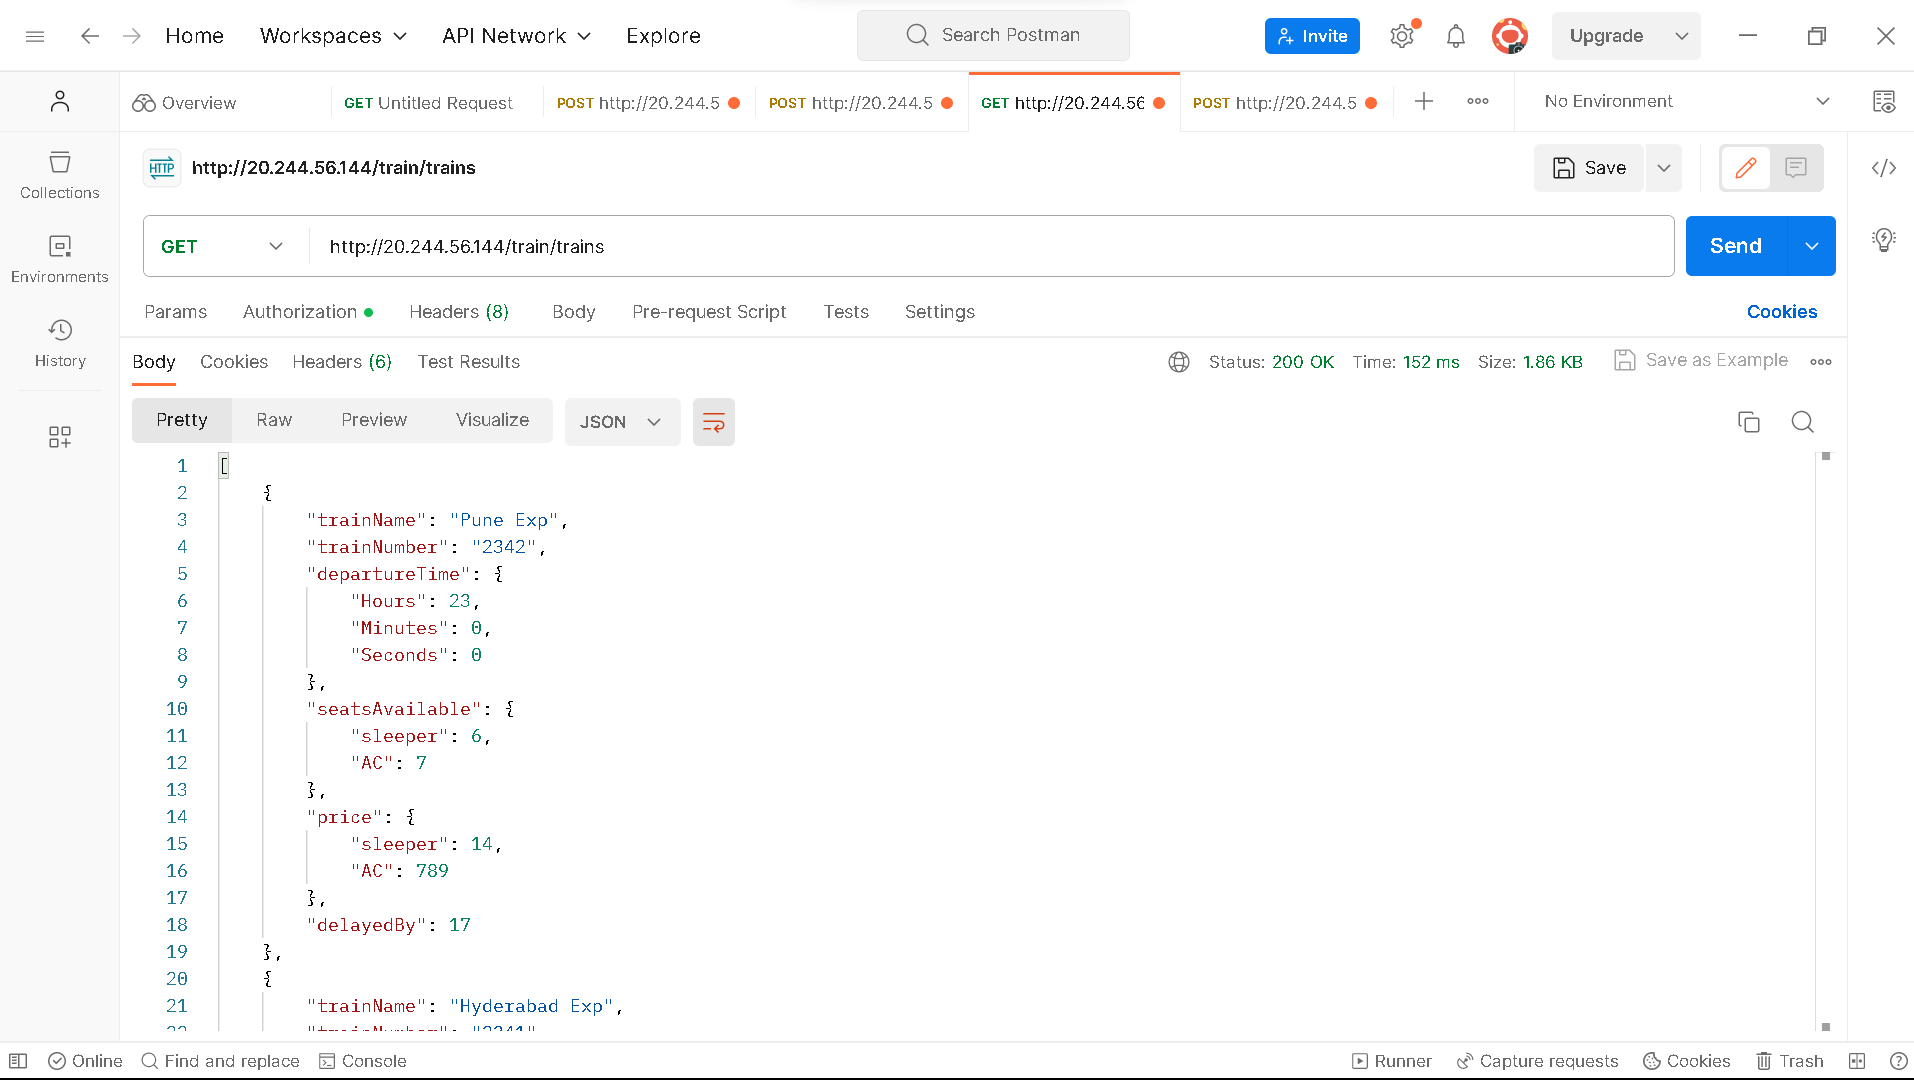 Home Workspaces API Network Explore Search Postman Invite Upgrade
Overview GET Untitled Request POST http://20.244.5 POST http://20.244.5 GET http://20.244.56 POST http://20.244.5 No Environment
HTTP http://20.244.56.144/train/trains Save
Collections
GET http://20.244.56.144/train/trains Send
Environments
Params Authorization Headers (8) Body Pre-request Script Tests Settings Cookies
History
Body Cookies Headers (6) Test Results Status: 200 OK Time: 152 ms Size: 1.86 KB Save as Example
Pretty Raw Preview Visualize JSON
1 [
2 {
3 "trainName": "Pune Exp",
4 "trainNumber": "2342",
5 "departureTime": {
6 "Hours": 23,
7 "Minutes": 0,
8 "Seconds": 0
9 },
10 "seatsAvailable": {
11 "sleeper": 6,
12 "AC": 7
13 },
14 "price": {
15 "sleeper": 14,
16 "AC": 789
17 },
18 "delayedBy": 17
19 },
20 {
21 "trainName": "Hyderabad Exp",
22 "trainNumber": "2341"
Online Find and replace Console Runner Capture requests Cookies Trash